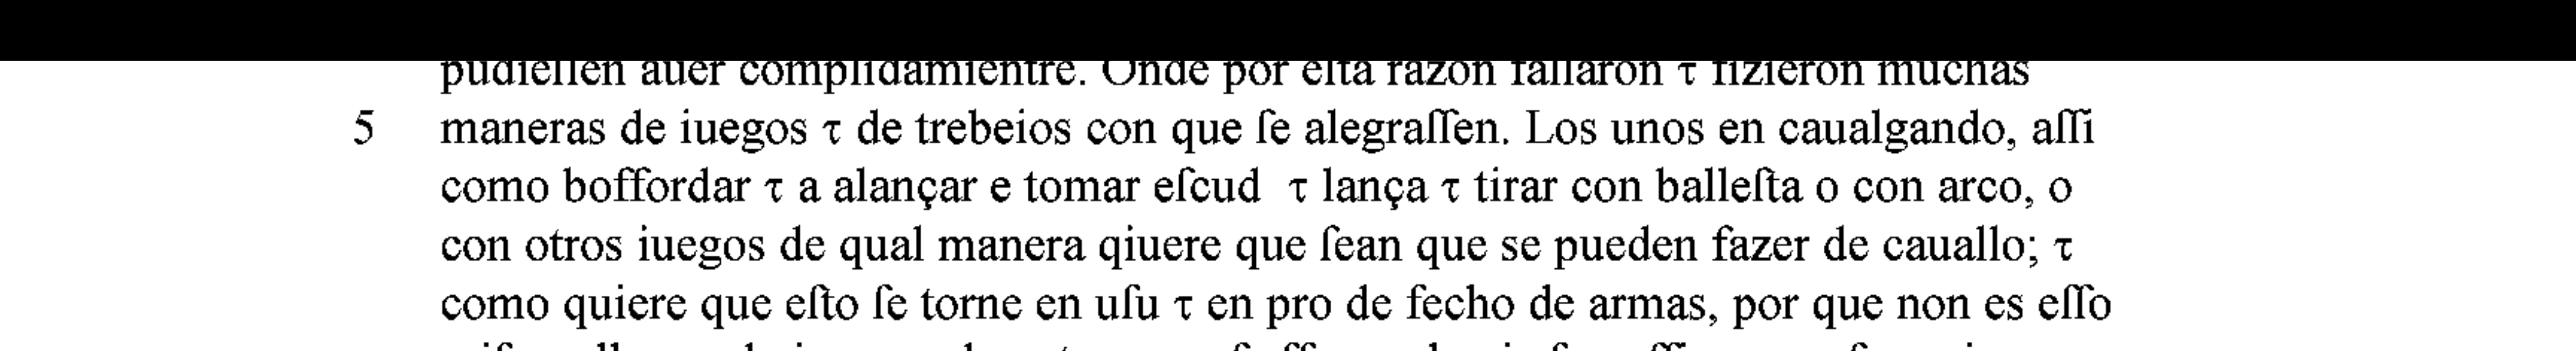 pudieſſen auer complidamientre. Onde por eſta razon fallaron τ fizieron muchas
5 maneras de iuegos τ de trebeios con que ſe alegraſſen. Los unos en caualgando, aſſi
como boffordar τ a alançar e tomar eſcud τ lança τ tirar con balleſta o con arco, o
con otros iuegos de qual manera qiuere que ſean que se pueden fazer de cauallo; τ
como quiere que eſto ſe torne en uſu τ en pro de fecho de armas, por que non es eſſo